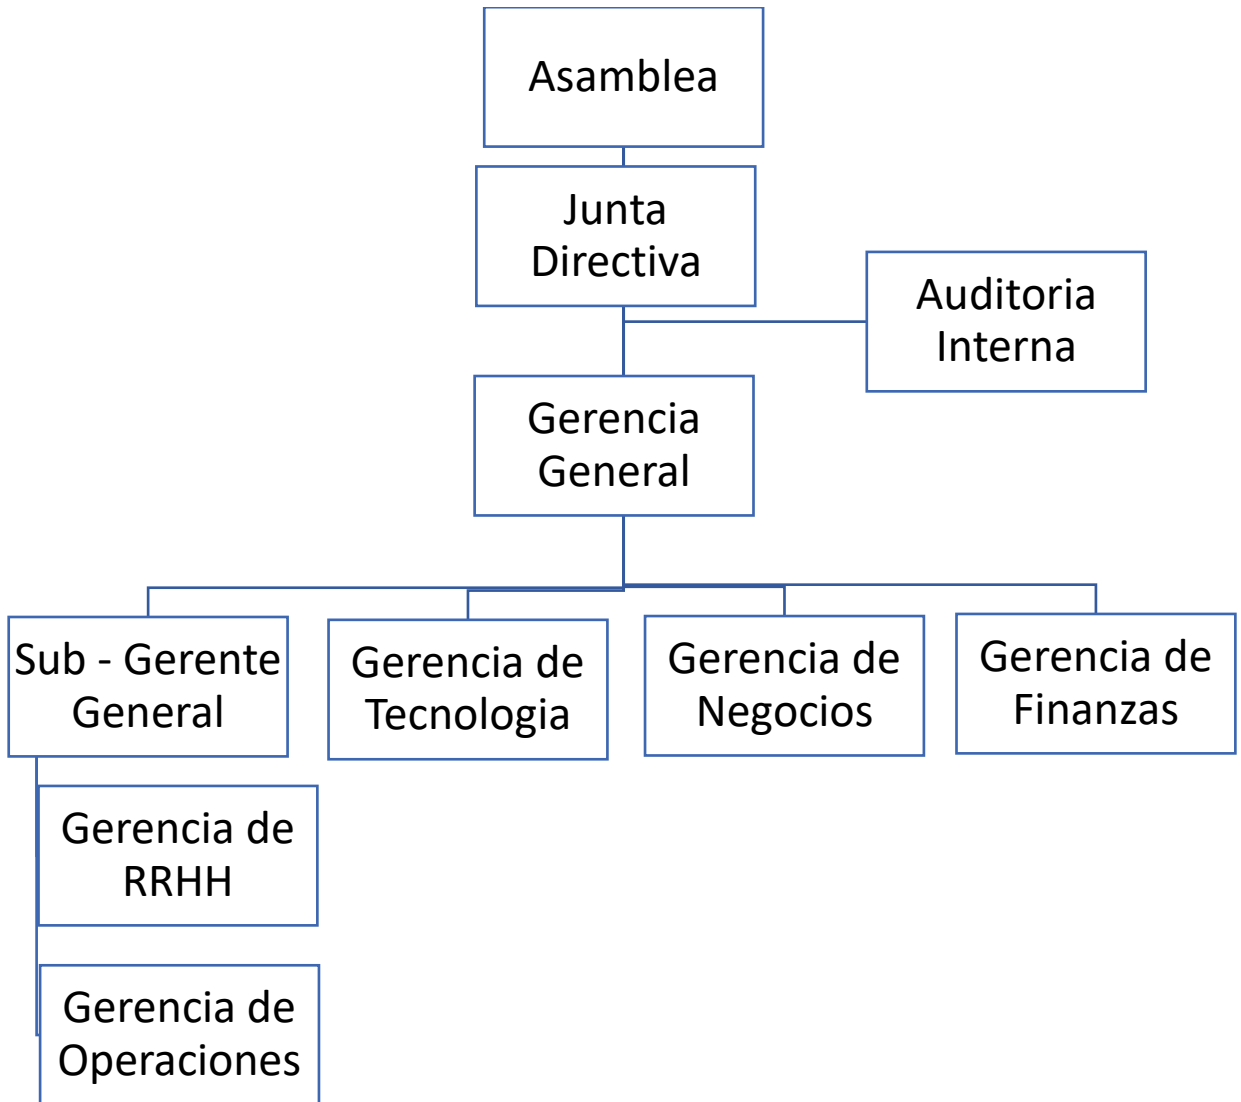 Asamblea
Junta
Directiva
Auditoria
Interna
Gerencia
General
Sub - Gerente
General
Gerencia de
Tecnologia
Gerencia de
Negocios
Gerencia de
Finanzas
Gerencia de
RRHH
Gerencia de
Operaciones